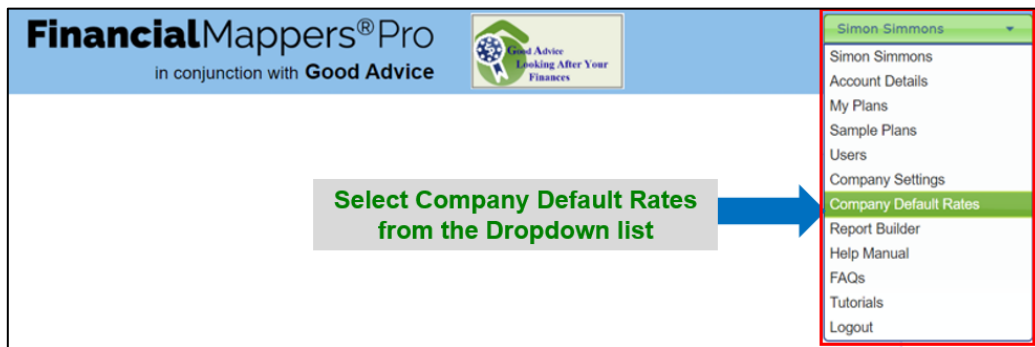 FinancialMappers®Pro
in conjunction with Good Advice
Good Advice
Looking After Your
Finances
Simon Simmons
Simon Simmons
Account Details
My Plans
Sample Plans
Users
Company Settings
Company Default Rates
Report Builder
Help Manual
FAQs
Tutorials
Logout
Select Company Default Rates
from the Dropdown list